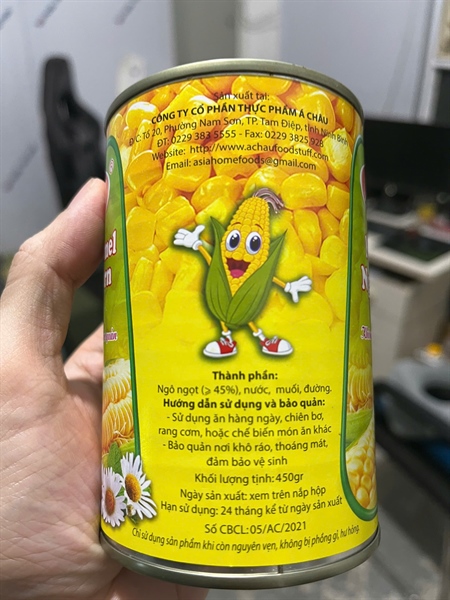 Sản xuất tại:
CÔNG TY CỔ PHẦN THỰC PHẨM Á CHÂU
Đ/C: Tổ 20, Phường Nam Sơn, TP. Tam Điệp, tỉnh Ninh Bình
ĐT: 0229 383 5555 - Fax: 0229 3825 928
Website: http://www.achaufoodstuff.com
Email: asiahomefoods@gmail.com
Thành phần:
Ngô ngọt (≥ 45%), nước, muối, đường.
Hướng dẫn sử dụng và bảo quản:
- Sử dụng ăn hàng ngày, chiên bơ,
rang cơm, hoặc chế biến món ăn khác
- Bảo quản nơi khô ráo, thoáng mát,
đảm bảo vệ sinh
Khối lượng tịnh: 450gr
Ngày sản xuất: xem trên nắp hộp
Hạn sử dụng: 24 tháng kể từ ngày sản xuất
Số CBCL: 05/AC/2021
Chỉ sử dụng sản phẩm khi còn nguyên vẹn, không bị phồng gỉ, hư hỏng.